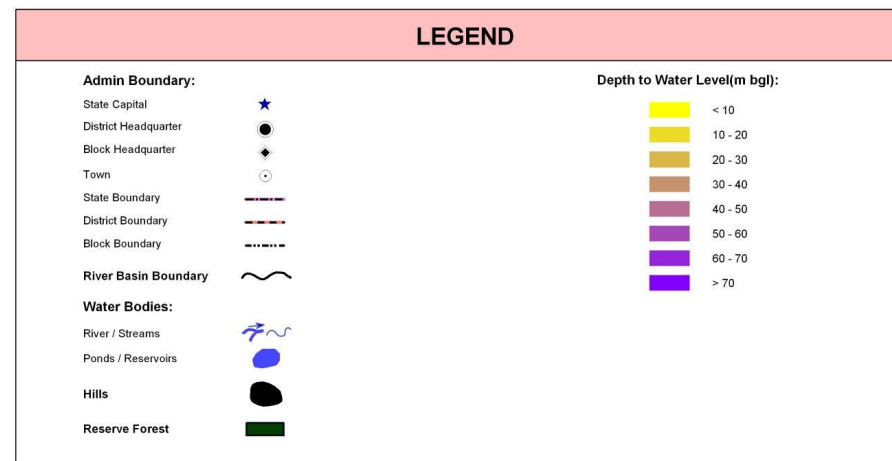 LEGEND
Admin Boundary:
State Capital
District Headquarter
Block Headquarter
Town
State Boundary
District Boundary
Block Boundary
River Basin Boundary
Water Bodies:
River / Streams
Ponds / Reservoirs
Hills
Reserve Forest
Depth to Water Level(m bgl):
< 10
10 - 20
20 - 30
30 - 40
40 - 50
50 - 60
60 - 70
> 70